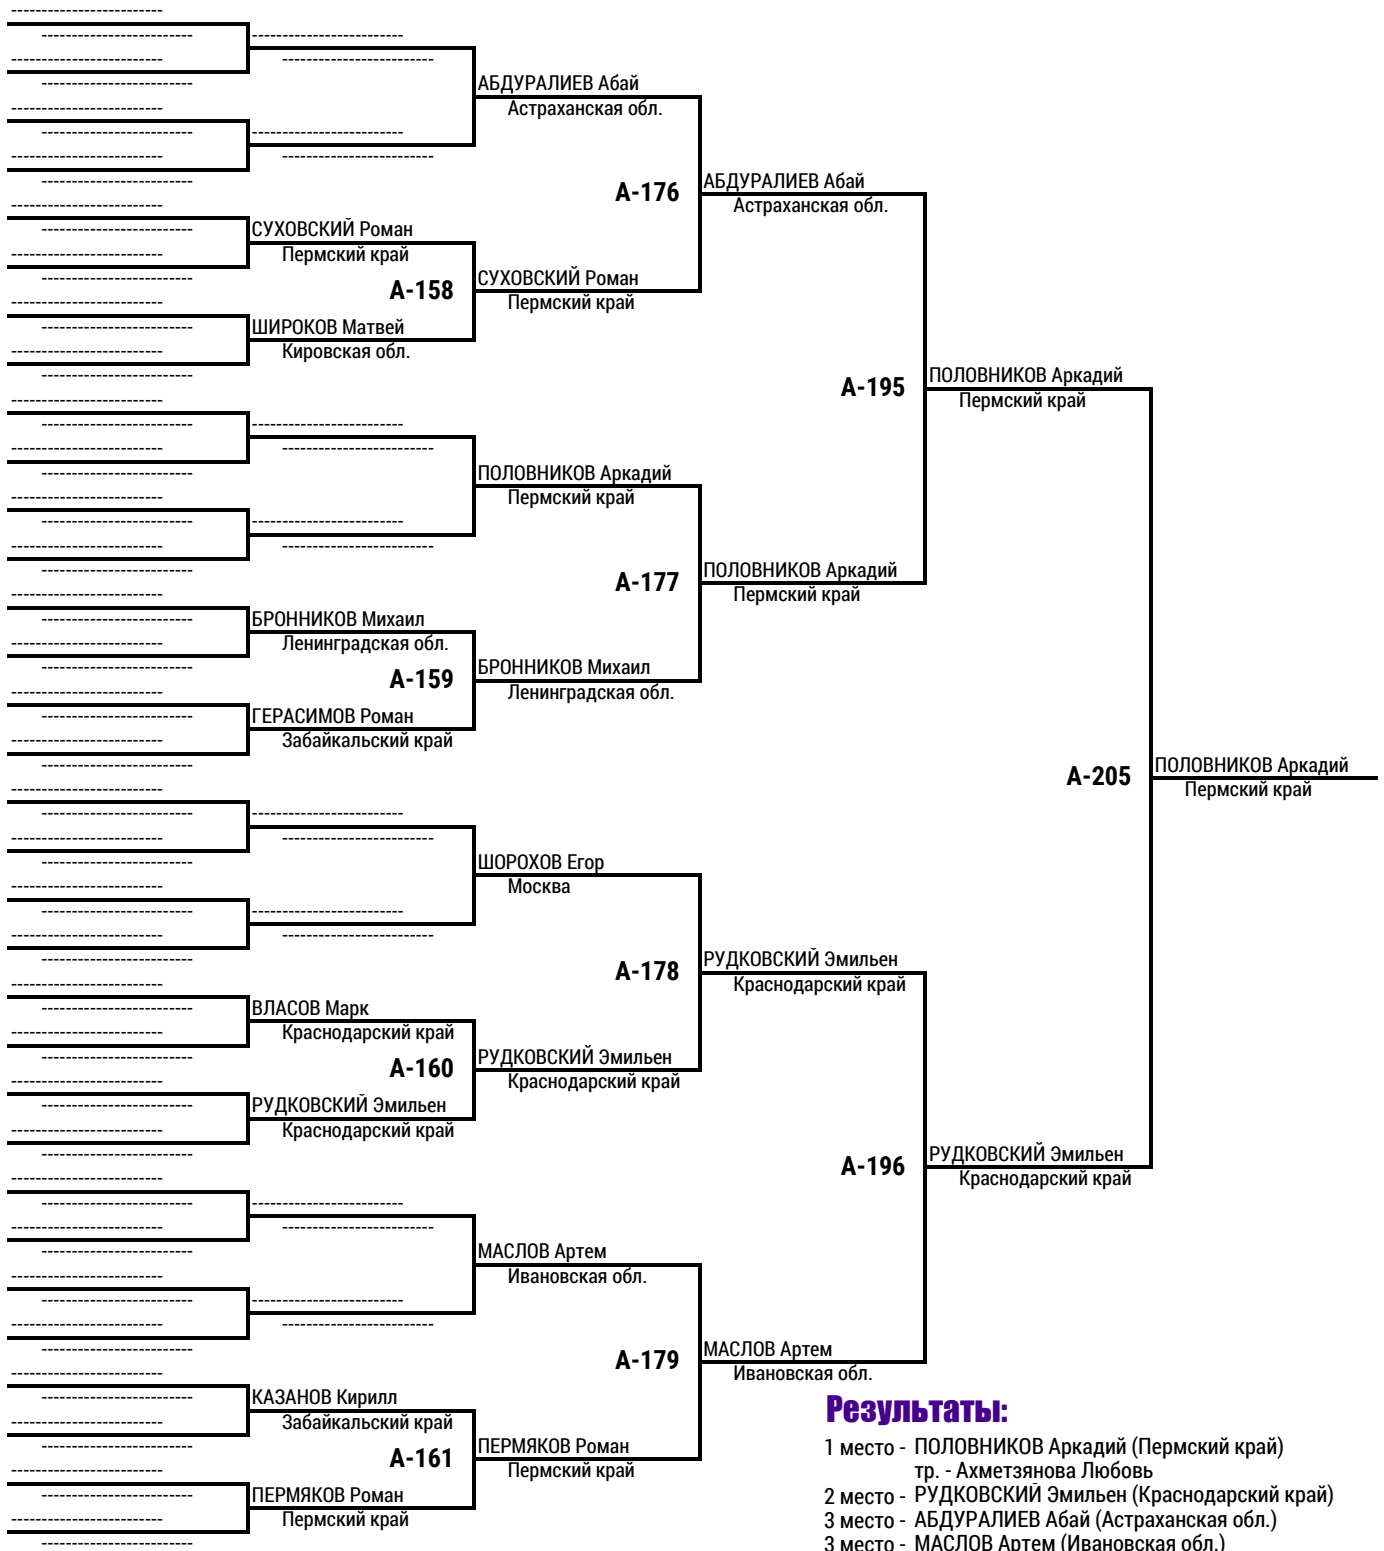 АБДУРАЛИЕВ Абай
Астраханская обл.
А-176
АБДУРАЛИЕВ Абай
Астраханская обл.
СУХОВСКИЙ Роман
Пермский край
А-158
СУХОВСКИЙ Роман
Пермский край
ШИРОКОВ Матвей
Кировская обл.
А-195
ПОЛОВНИКОВ Аркадий
Пермский край
ПОЛОВНИКОВ Аркадий
Пермский край
А-177
ПОЛОВНИКОВ Аркадий
Пермский край
БРОННИКОВ Михаил
Ленинградская обл.
А-159
БРОННИКОВ Михаил
Ленинградская обл.
ГЕРАСИМОВ Роман
Забайкальский край
А-205
ПОЛОВНИКОВ Аркадий
Пермский край
ШОРОХОВ Егор
Москва
А-178
РУДКОВСКИЙ Эмильен
Краснодарский край
ВЛАСОВ Марк
Краснодарский край
А-160
РУДКОВСКИЙ Эмильен
Краснодарский край
РУДКОВСКИЙ Эмильен
Краснодарский край
А-196
РУДКОВСКИЙ Эмильен
Краснодарский край
МАСЛОВ Артем
Ивановская обл.
А-179
МАСЛОВ Артем
Ивановская обл.
КАЗАНОВ Кирилл
Забайкальский край
А-161
ПЕРМЯКОВ Роман
Пермский край
ПЕРМЯКОВ Роман
Пермский край
Результаты:
1 место - ПОЛОВНИКОВ Аркадий (Пермский край)
тр. - Ахметзянова Любовь
2 место - РУДКОВСКИЙ Эмильен (Краснодарский край)
3 место - АБДУРАЛИЕВ Абай (Астраханская обл.)
3 место - МАСЛОВ Артем (Ивановская обл.)